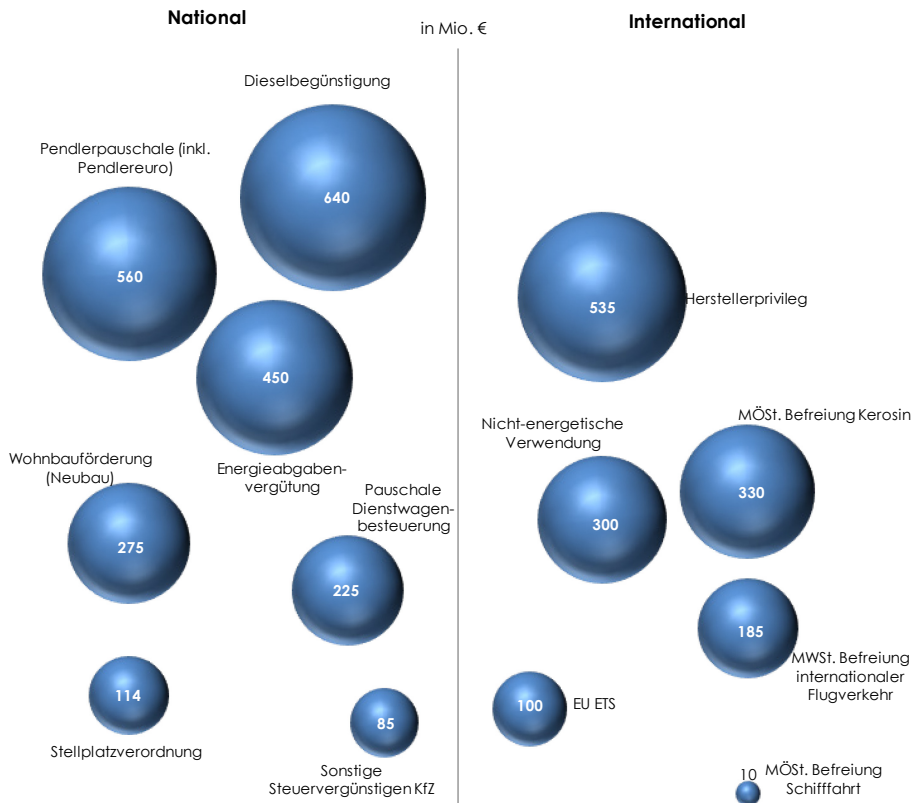 National
in Mio. €
International
Dieselbegünstigung
640
Pendlerpauschale (inkl.
Pendlereuro)
560
450
Energieabgaben-
vergütung
Wohnbauförderung
(Neubau)
275
Pauschale
Dienstwagen-
besteuerung
225
114
Stellplatzverordnung
85
Sonstige
Steuervergünstigen KfZ
535
Herstellerprivileg
Nicht-energetische
Verwendung
300
MÖSt. Befreiung Kerosin
330
185
MWSt. Befreiung
internationaler
Flugverkehr
100
EU ETS
10
MÖSt. Befreiung
Schifffahrt